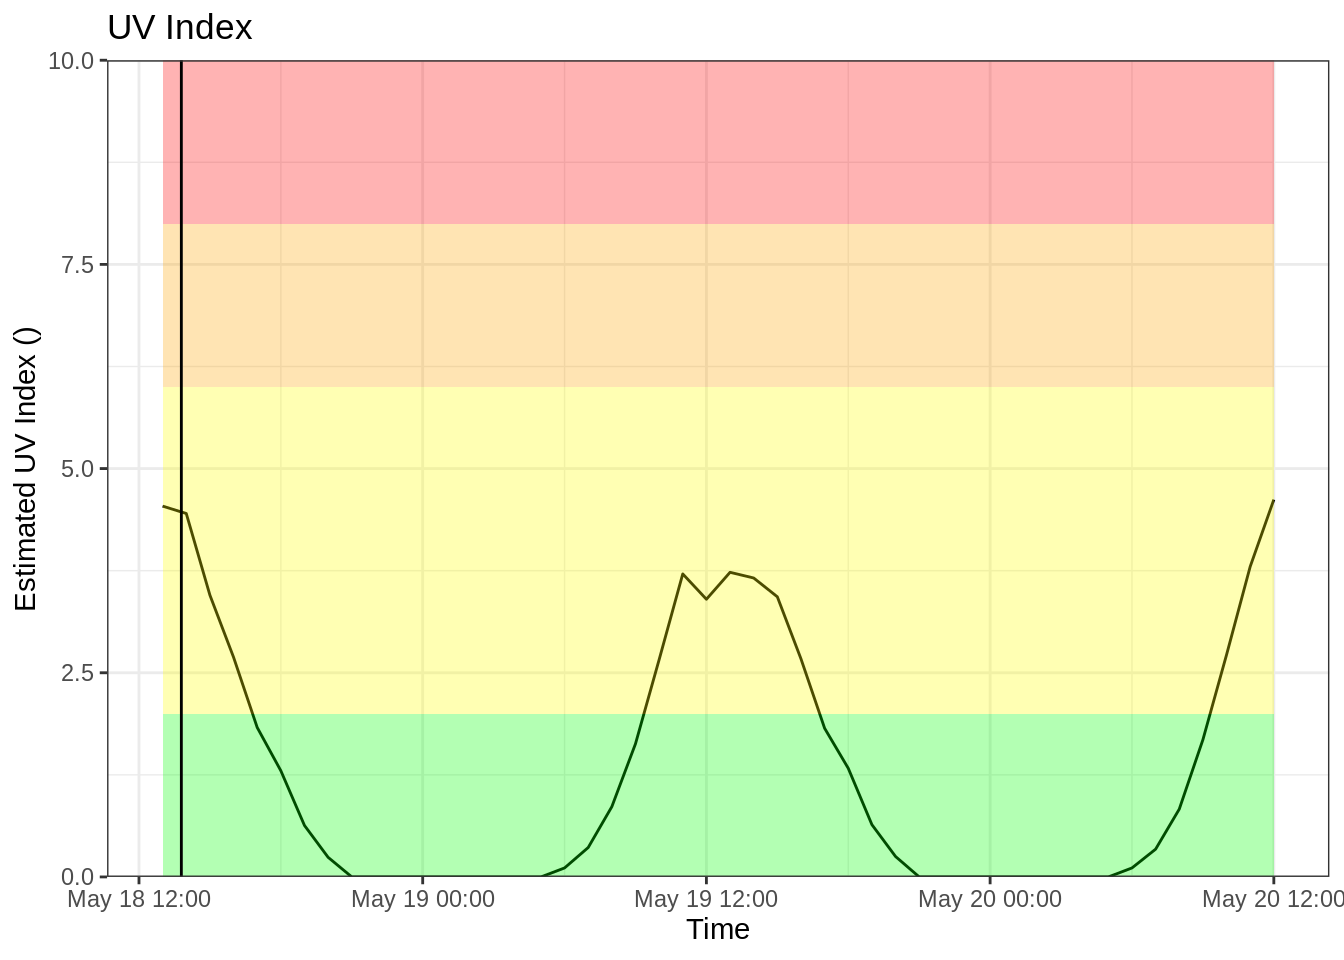 UV Index
10.0
7.5
5.0
2.5
0.0
Estimated UV Index ()
May 18 12:00
May 19 00:00
May 19 12:00
May 20 00:00
May 20 12:00
Time